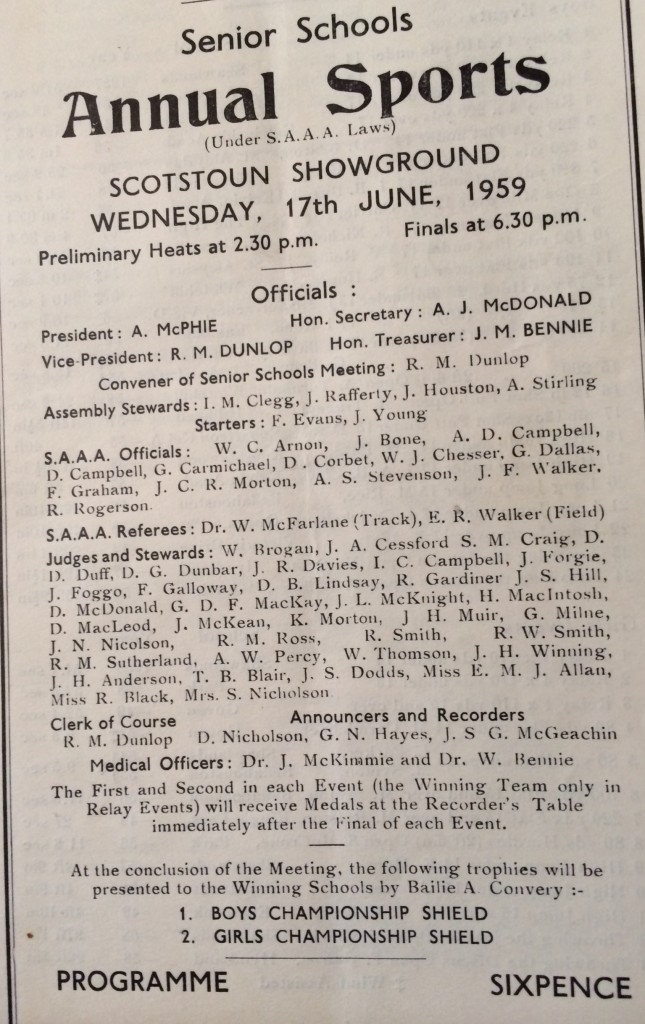 Senior Schools
Annual Sports
(Under S.A.A.A. Laws)
SCOTSTOUN SHOWGROUND
WEDNESDAY, 17th JUNE, 1959
Preliminary Heats at 2.30 p.m. Finals at 6.30 p.m.
Officials :
President : A. McPHIE Hon. Secretary : A. J. McDONALD
Vice-President : R. M. DUNLOP Hon. Treasurer : J. M. BENNIE
Convener of Senior Schools Meeting : R. M. Dunlop
Assembly Stewards : I. M. Clegg, J. Rafferty, J. Houston, A. Stirling
Starters : F. Evans, J. Young
S.A.A.A. Officials : W. C. Arnon, J. Bone, A. D. Campbell,
D. Campbell, G. Carmichael, D. Corbet, W. J. Chesser, G. Dallas,
F. Graham, J. C. R. Morton, A. S. Stevenson, J. F. Walker.
R. Rogerson.
S.A.A.A. Referees : Dr. W. McFarlane (Track), E. R. Walker (Field)
Judges and Stewards : W. Brogan, J. A. Cessford S. M. Craig, D.
D. Duff, D. G. Dunbar, J. R. Davies, I. C. Campbell, J. Forgie,
J. Foggo, F. Galloway, D. B. Lindsay, R. Gardiner J. S. Hill,
D. McDonald, G. D. F. MacKay, J. L. McKnight, H. MacIntosh,
D. MacLeod, J. McKean, K. Morton, J H. Muir, G. Milne,
J. N. Nicolson, R. M. Ross, R. Smith, R. W. Smith,
R. M. Sutherland, A. W. Percy, W. Thomson, J. H. Winning,
J. H. Anderson, T. B. Blair, J. S. Dodds, Miss E. M. J. Allan,
Miss R. Black, Mrs. S. Nicholson
Clerk of Course Announcers and Recorders
R. M. Dunlop D. Nicholson, G. N. Hayes, J. S G. McGeachin
Medical Officers : Dr. J. McKimmie and Dr. W. Bennie
The First and Second in each Event (the Winning Team only in
Relay Events) will receive Medals at the Recorder's Table
immediately after the Final of each Event.
At the conclusion of the Meeting, the following trophies will be
presented to the Winning Schools by Bailie A. Convery :-
1. BOYS CHAMPIONSHIP SHIELD
2. GIRLS CHAMPIONSHIP SHIELD
PROGRAMME SIXPENCE